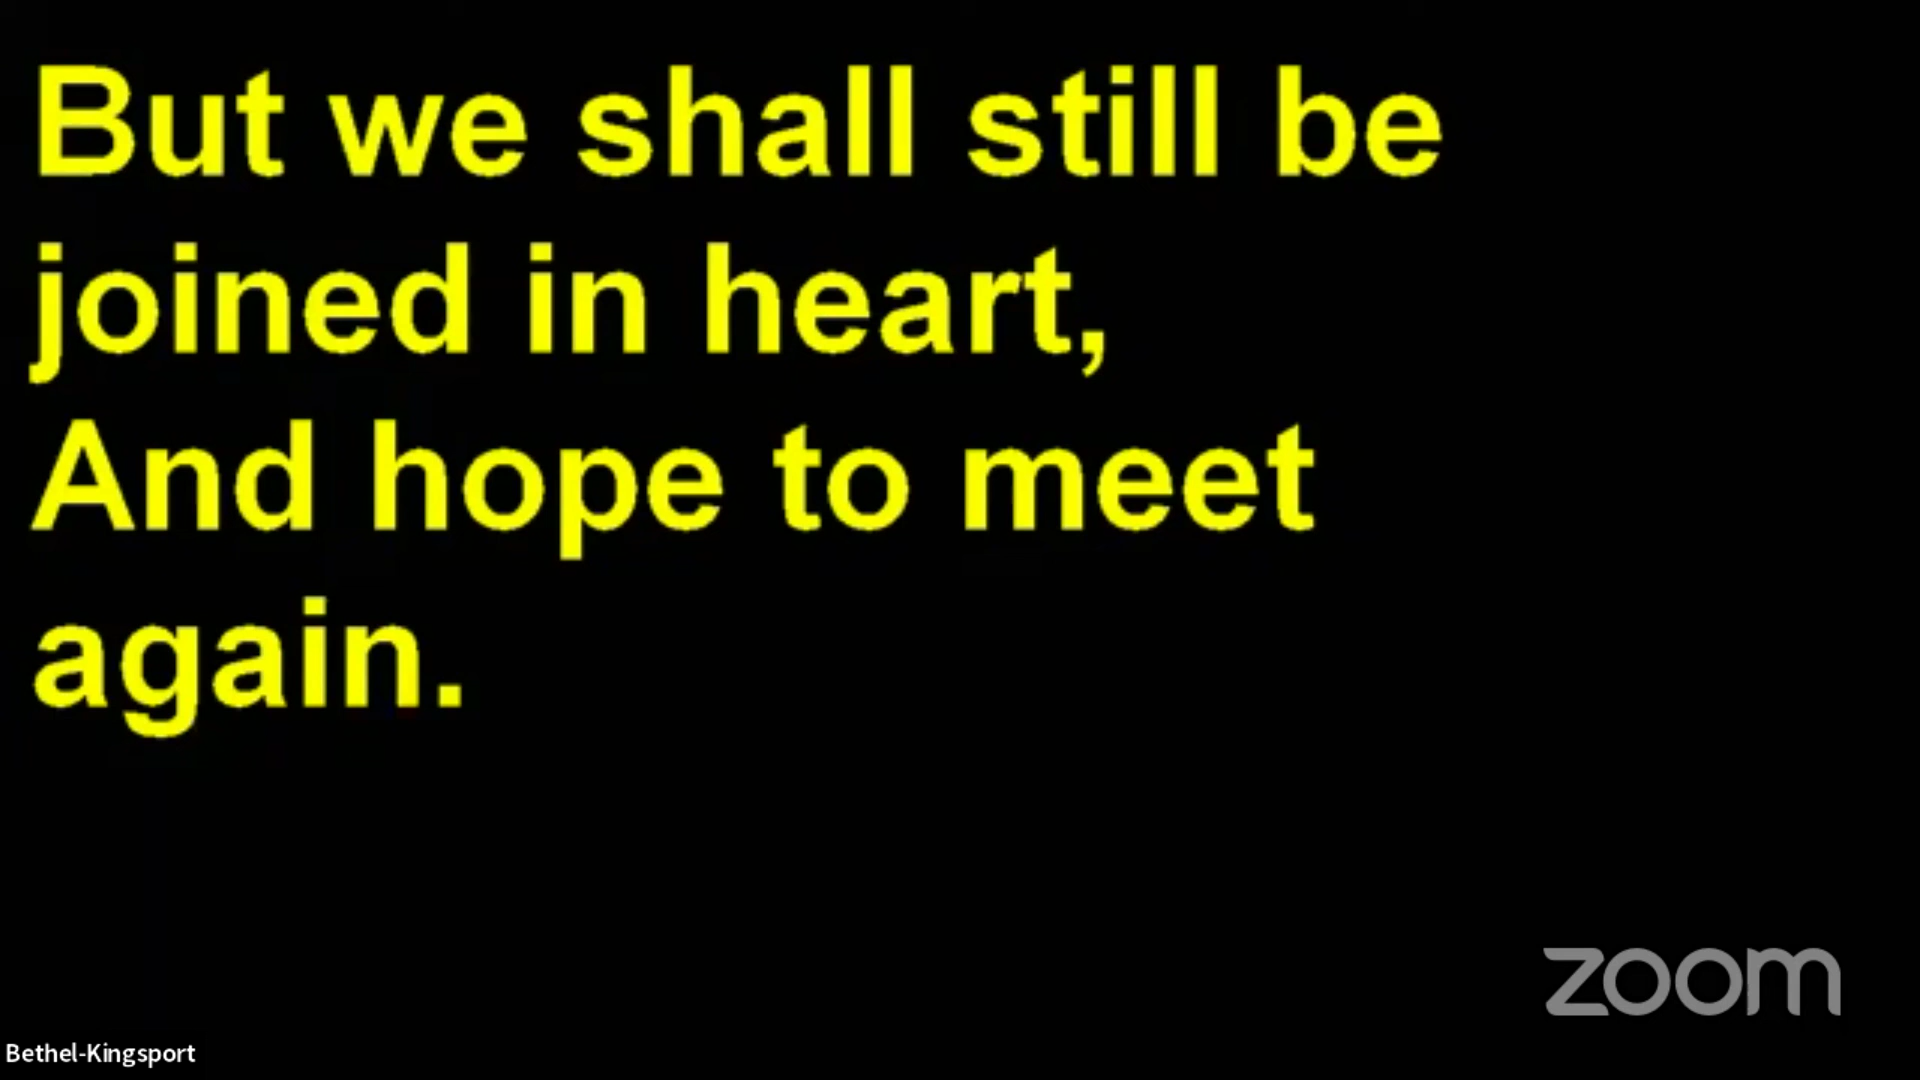 But we shall still be
joined in heart,
And hope to meet
again.
zoom
Bethel-Kingsport